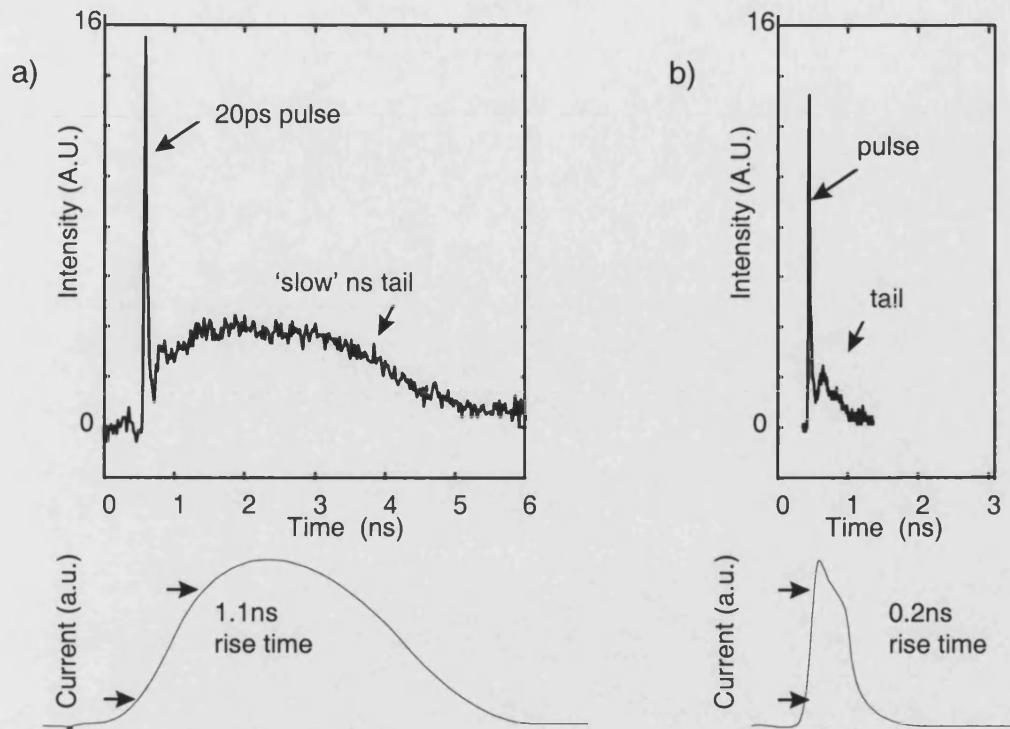 a)
16
Intensity (A.U.)
0
20ps pulse
'slow' ns tail
0 1 2 3 4 5 6
Time (ns)
Current (a.u.)
1.1ns
rise time
b)
16
Intensity (A.U.)
0
pulse
tail
0 1 2 3
Time (ns)
Current (a.u.)
0.2ns
rise time